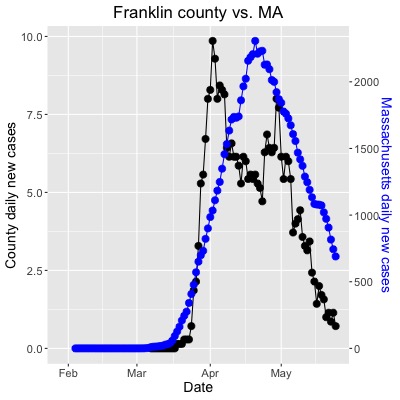 Franklin county vs. MA
10.0
7.5
5.0
2.5
0.0
County daily new cases
2000
1500
1000
500
0
Massachusetts daily new cases
Feb
Mar
Apr
May
Date